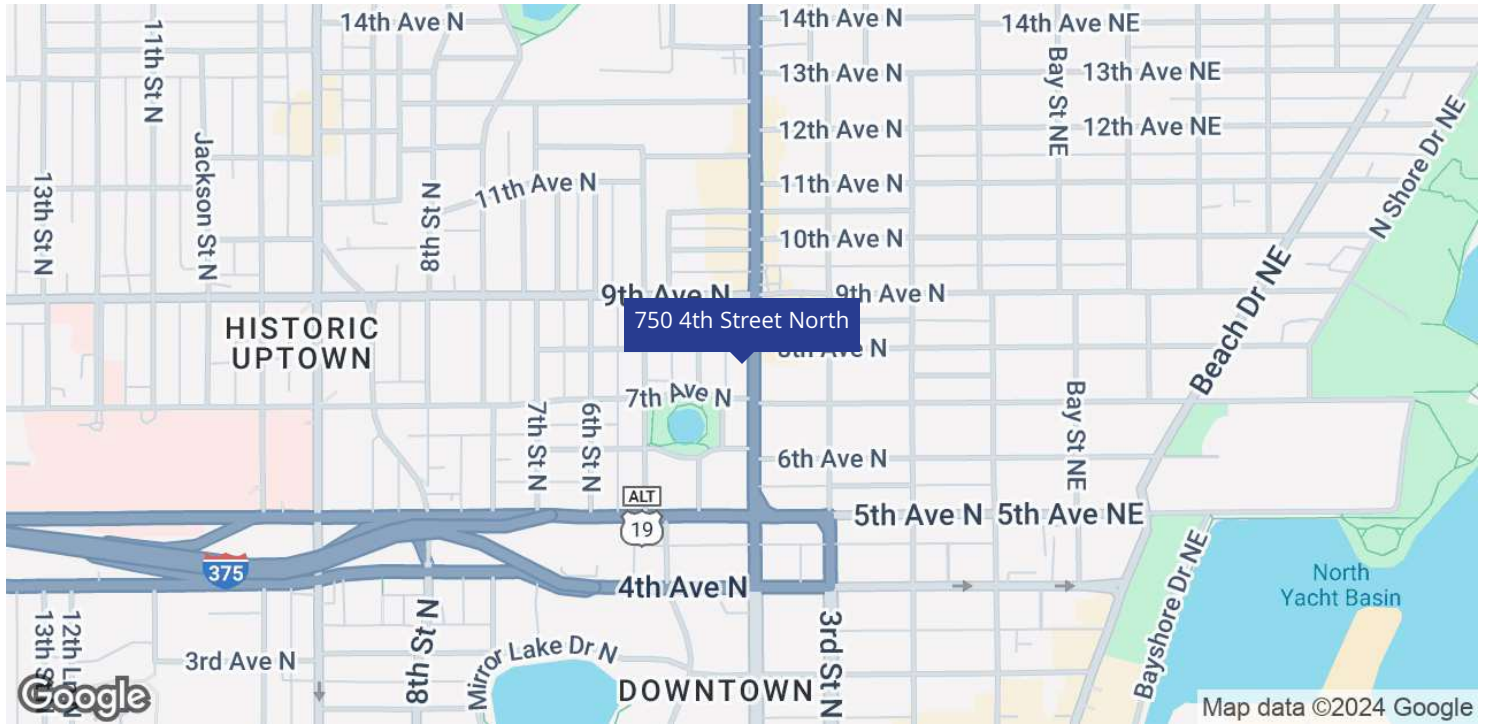 14th Ave N
14th Ave N
14th Ave NE
11th St N
13th Ave N
Bay St NE
13th Ave NE
12th Ave N
12th Ave NE
N Shore Dr NE
Jackson St N
13th St N
8th St N
11th Ave N
11th Ave N
10th Ave N
Beach Dr NE
9th Ave N
9th Ave N
750 4th Street North
8th Ave N
HISTORIC
UPTOWN
7th Ave N
7th St N
6th St N
Bay St NE
6th Ave N
ALT
19
5th Ave N
5th Ave NE
375
4th Ave N
North
Yacht Basin
Bayshore Dr NE
13th St N
12th Ln N
8th St N
3rd Ave N
Mirror Lake Dr N
3rd St N
DOWNTOWN
Google
Map data ©2024 Google